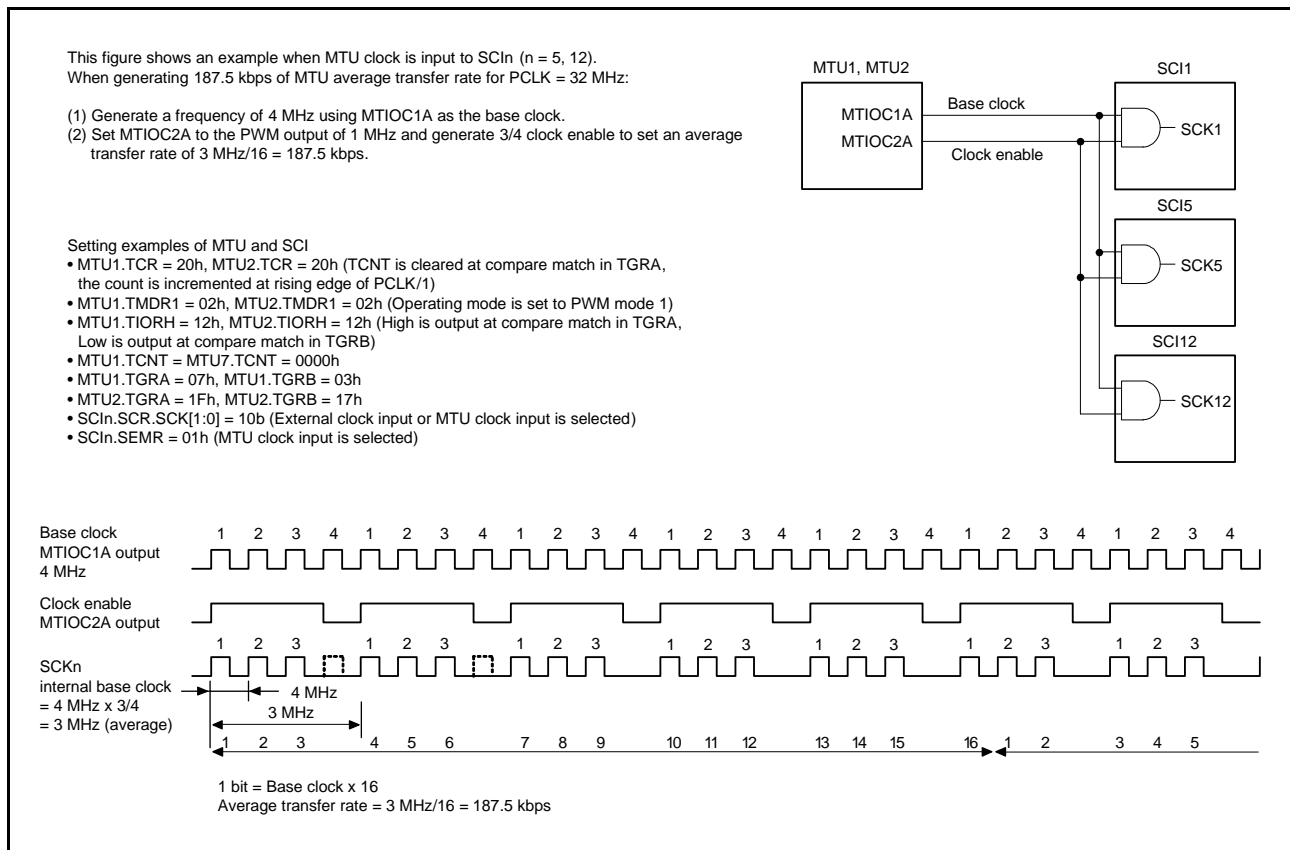 This figure shows an example when MTU clock is input to SCIn (n = 5, 12).
When generating 187.5 kbps of MTU average transfer rate for PCLK = 32 MHz:
(1) Generate a frequency of 4 MHz using MTIOC1A as the base clock.
(2) Set MTIOC2A to the PWM output of 1 MHz and generate 3/4 clock enable to set an average
transfer rate of 3 MHz/16 = 187.5 kbps.
MTU1, MTU2
SCI1
MTIOC1A
Base clock
MTIOC2A
Clock enable
SCK1
SCI5
SCK5
SCI12
SCK12
Setting examples of MTU and SCI
• MTU1.TCR = 20h, MTU2.TCR = 20h (TCNT is cleared at compare match in TGRA,
the count is incremented at rising edge of PCLK/1)
• MTU1.TMDR1 = 02h, MTU2.TMDR1 = 02h (Operating mode is set to PWM mode 1)
• MTU1.TIORH = 12h, MTU2.TIORH = 12h (High is output at compare match in TGRA,
Low is output at compare match in TGRB)
• MTU1.TCNT = MTU7.TCNT = 0000h
• MTU1.TGRA = 07h, MTU1.TGRB = 03h
• MTU2.TGRA = 1Fh, MTU2.TGRB = 17h
• SCIn.SCR.SCK[1:0] = 10b (External clock input or MTU clock input is selected)
• SCIn.SEMR = 01h (MTU clock input is selected)
Base clock
MTIOC1A output
4 MHz
1 2 3 4 1 2 3 4 1 2 3 4 1 2 3 4 1 2 3 4 1 2 3 4 1 2 3 4
Clock enable
MTIOC2A output
1 2 3 1 2 3 1 2 3 1 2 3 1 2 3 1 2 3 1 2 3
SCKn
internal base clock
= 4 MHz x 3/4
= 3 MHz (average)
4 MHz
3 MHz
1 2 3 4 5 6 7 8 9 10 11 12 13 14 15 16 1 2 3 4 5
1 bit = Base clock x 16
Average transfer rate = 3 MHz/16 = 187.5 kbps